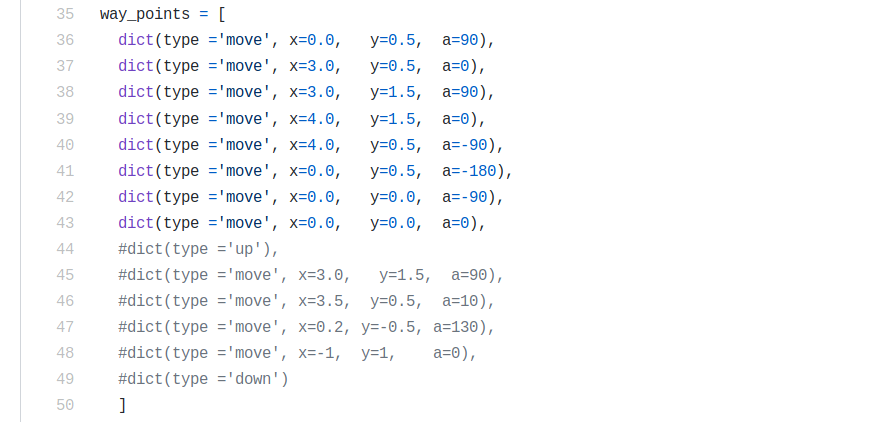 35 way_points = [
36 dict(type ='move', x=0.0,   y=0.5,  a=90),
37 dict(type ='move', x=3.0,   y=0.5,  a=0),
38 dict(type ='move', x=3.0,   y=1.5,  a=90),
39 dict(type ='move', x=4.0,   y=1.5,  a=0),
40 dict(type ='move', x=4.0,   y=0.5,  a=-90),
41 dict(type ='move', x=0.0,   y=0.5,  a=-180),
42 dict(type ='move', x=0.0,   y=0.0,  a=-90),
43 dict(type ='move', x=0.0,   y=0.0,  a=0),
44 #dict(type ='up'),
45 #dict(type ='move', x=3.0,   y=1.5,  a=90),
46 #dict(type ='move', x=3.5,  y=0.5,  a=10),
47 #dict(type ='move', x=0.2, y=-0.5, a=130),
48 #dict(type ='move', x=-1,  y=1,    a=0),
49 #dict(type ='down')
50 ]